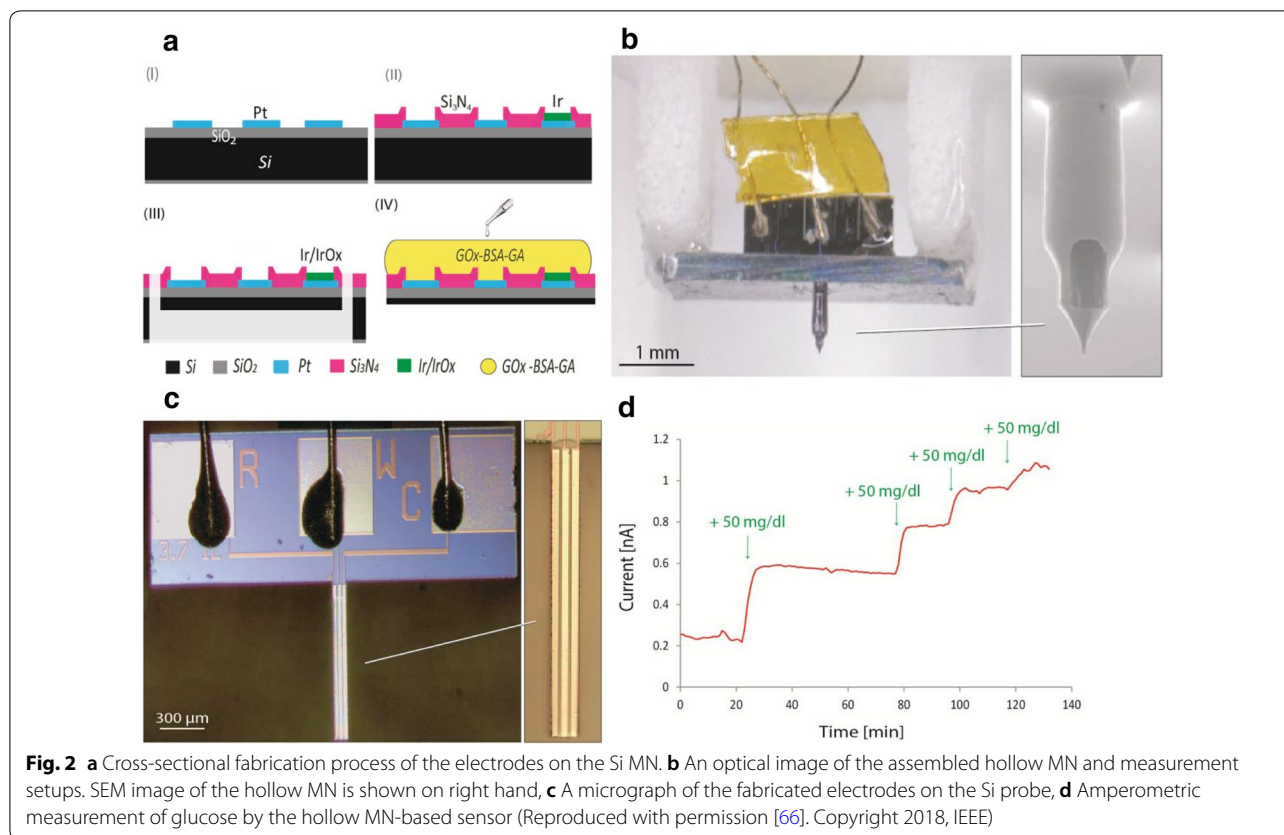 a
(I)
Pt
SiO₂
Si
(II)
Si₃N₄
Ir
(III)
Ir/IrOx
(IV)
GOx-BSA-GA
Si SiO₂ Pt Si₃N₄ Ir/IrOx GOx -BSA-GA
b
1 mm
c
R
W
C
300 µm
d
Current [nA]
1.2
1
0.8
0.6
0.4
0.2
0
0 20 40 60 80 100 120 140
Time [min]
+ 50 mg/dl
+ 50 mg/dl
+ 50 mg/dl
+ 50 mg/dl
Fig. 2 a Cross-sectional fabrication process of the electrodes on the Si MN. b An optical image of the assembled hollow MN and measurement
setups. SEM image of the hollow MN is shown on right hand, c A micrograph of the fabricated electrodes on the Si probe, d Amperometric
measurement of glucose by the hollow MN-based sensor (Reproduced with permission [66]. Copyright 2018, IEEE)